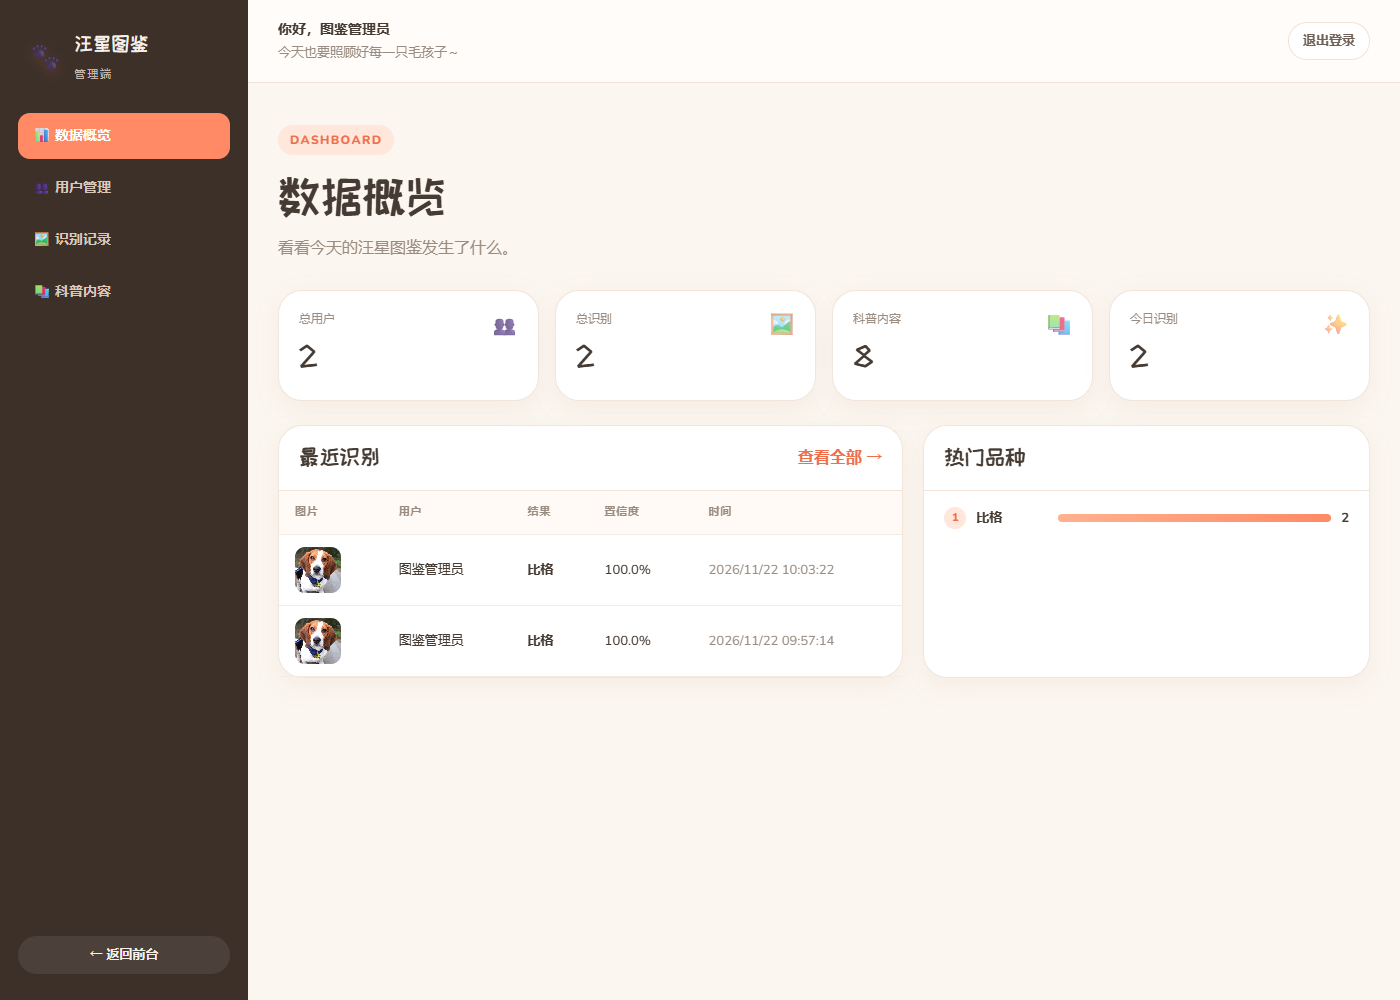 汪星图鉴
管理端
数据概览
用户管理
识别记录
科普内容
← 返回前台
你好，图鉴管理员
今天也要照顾好每一只毛孩子～
退出登录
DASHBOARD
数据概览
看看今天的汪星图鉴发生了什么。
总用户
2
总识别
2
科普内容
8
今日识别
2
最近识别
查看全部 →
图片 用户 结果 置信度 时间
图鉴管理员 比格 100.0% 2026/11/22 10:03:22
图鉴管理员 比格 100.0% 2026/11/22 09:57:14
热门品种
1 比格 2